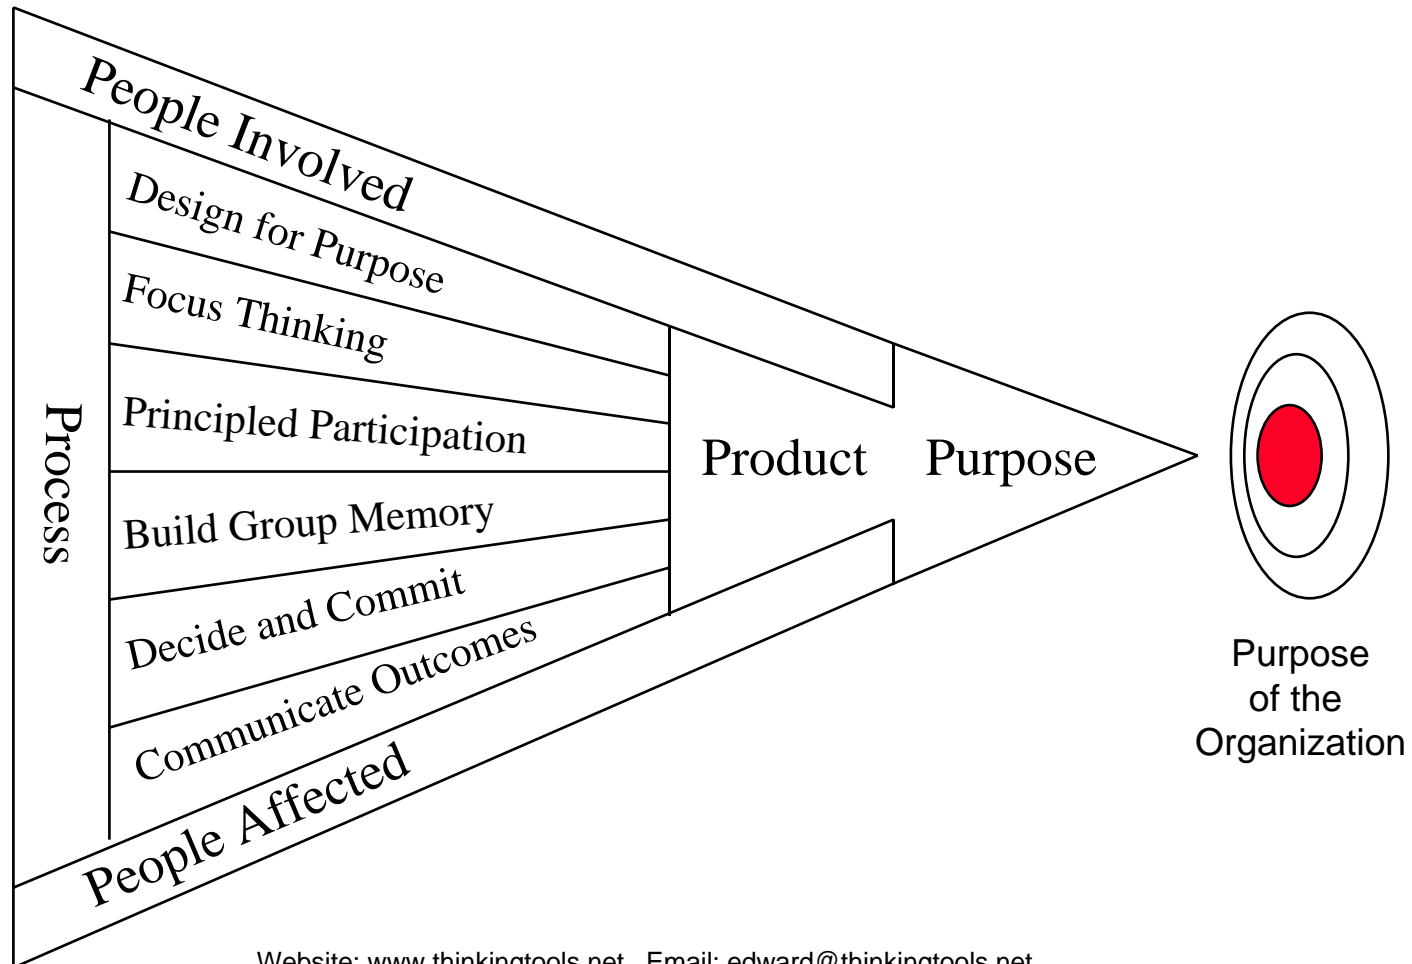 People Involved
Design for Purpose
Focus Thinking
Principled Participation
Build Group Memory
Decide and Commit
Communicate Outcomes
People Affected
Process
Product
Purpose
Purpose
of the
Organization
Website: www.thinkingtools.net Email: edward@thinkingtools.net